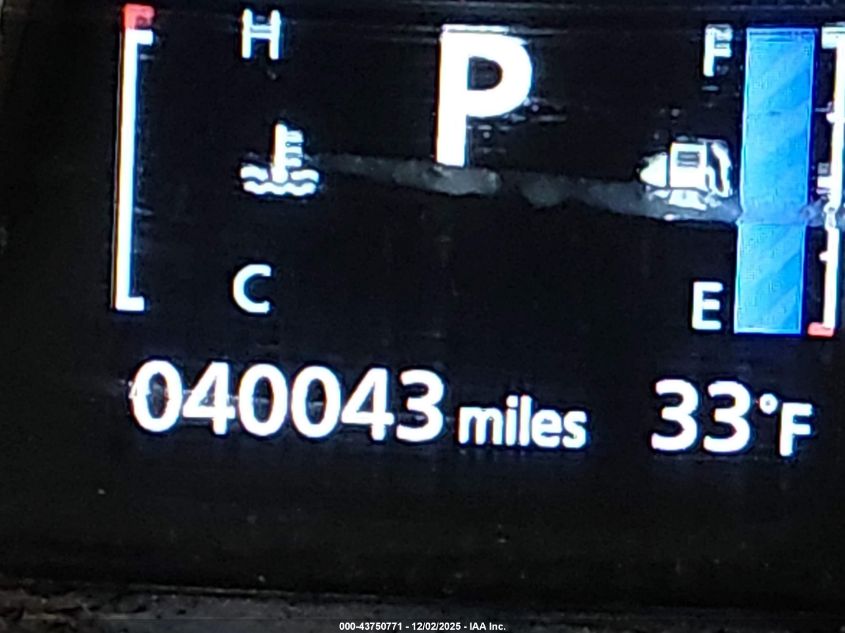 H P F
C E
040043 miles 33°F
000-43750771 - 12/02/2025 - IAA Inc.